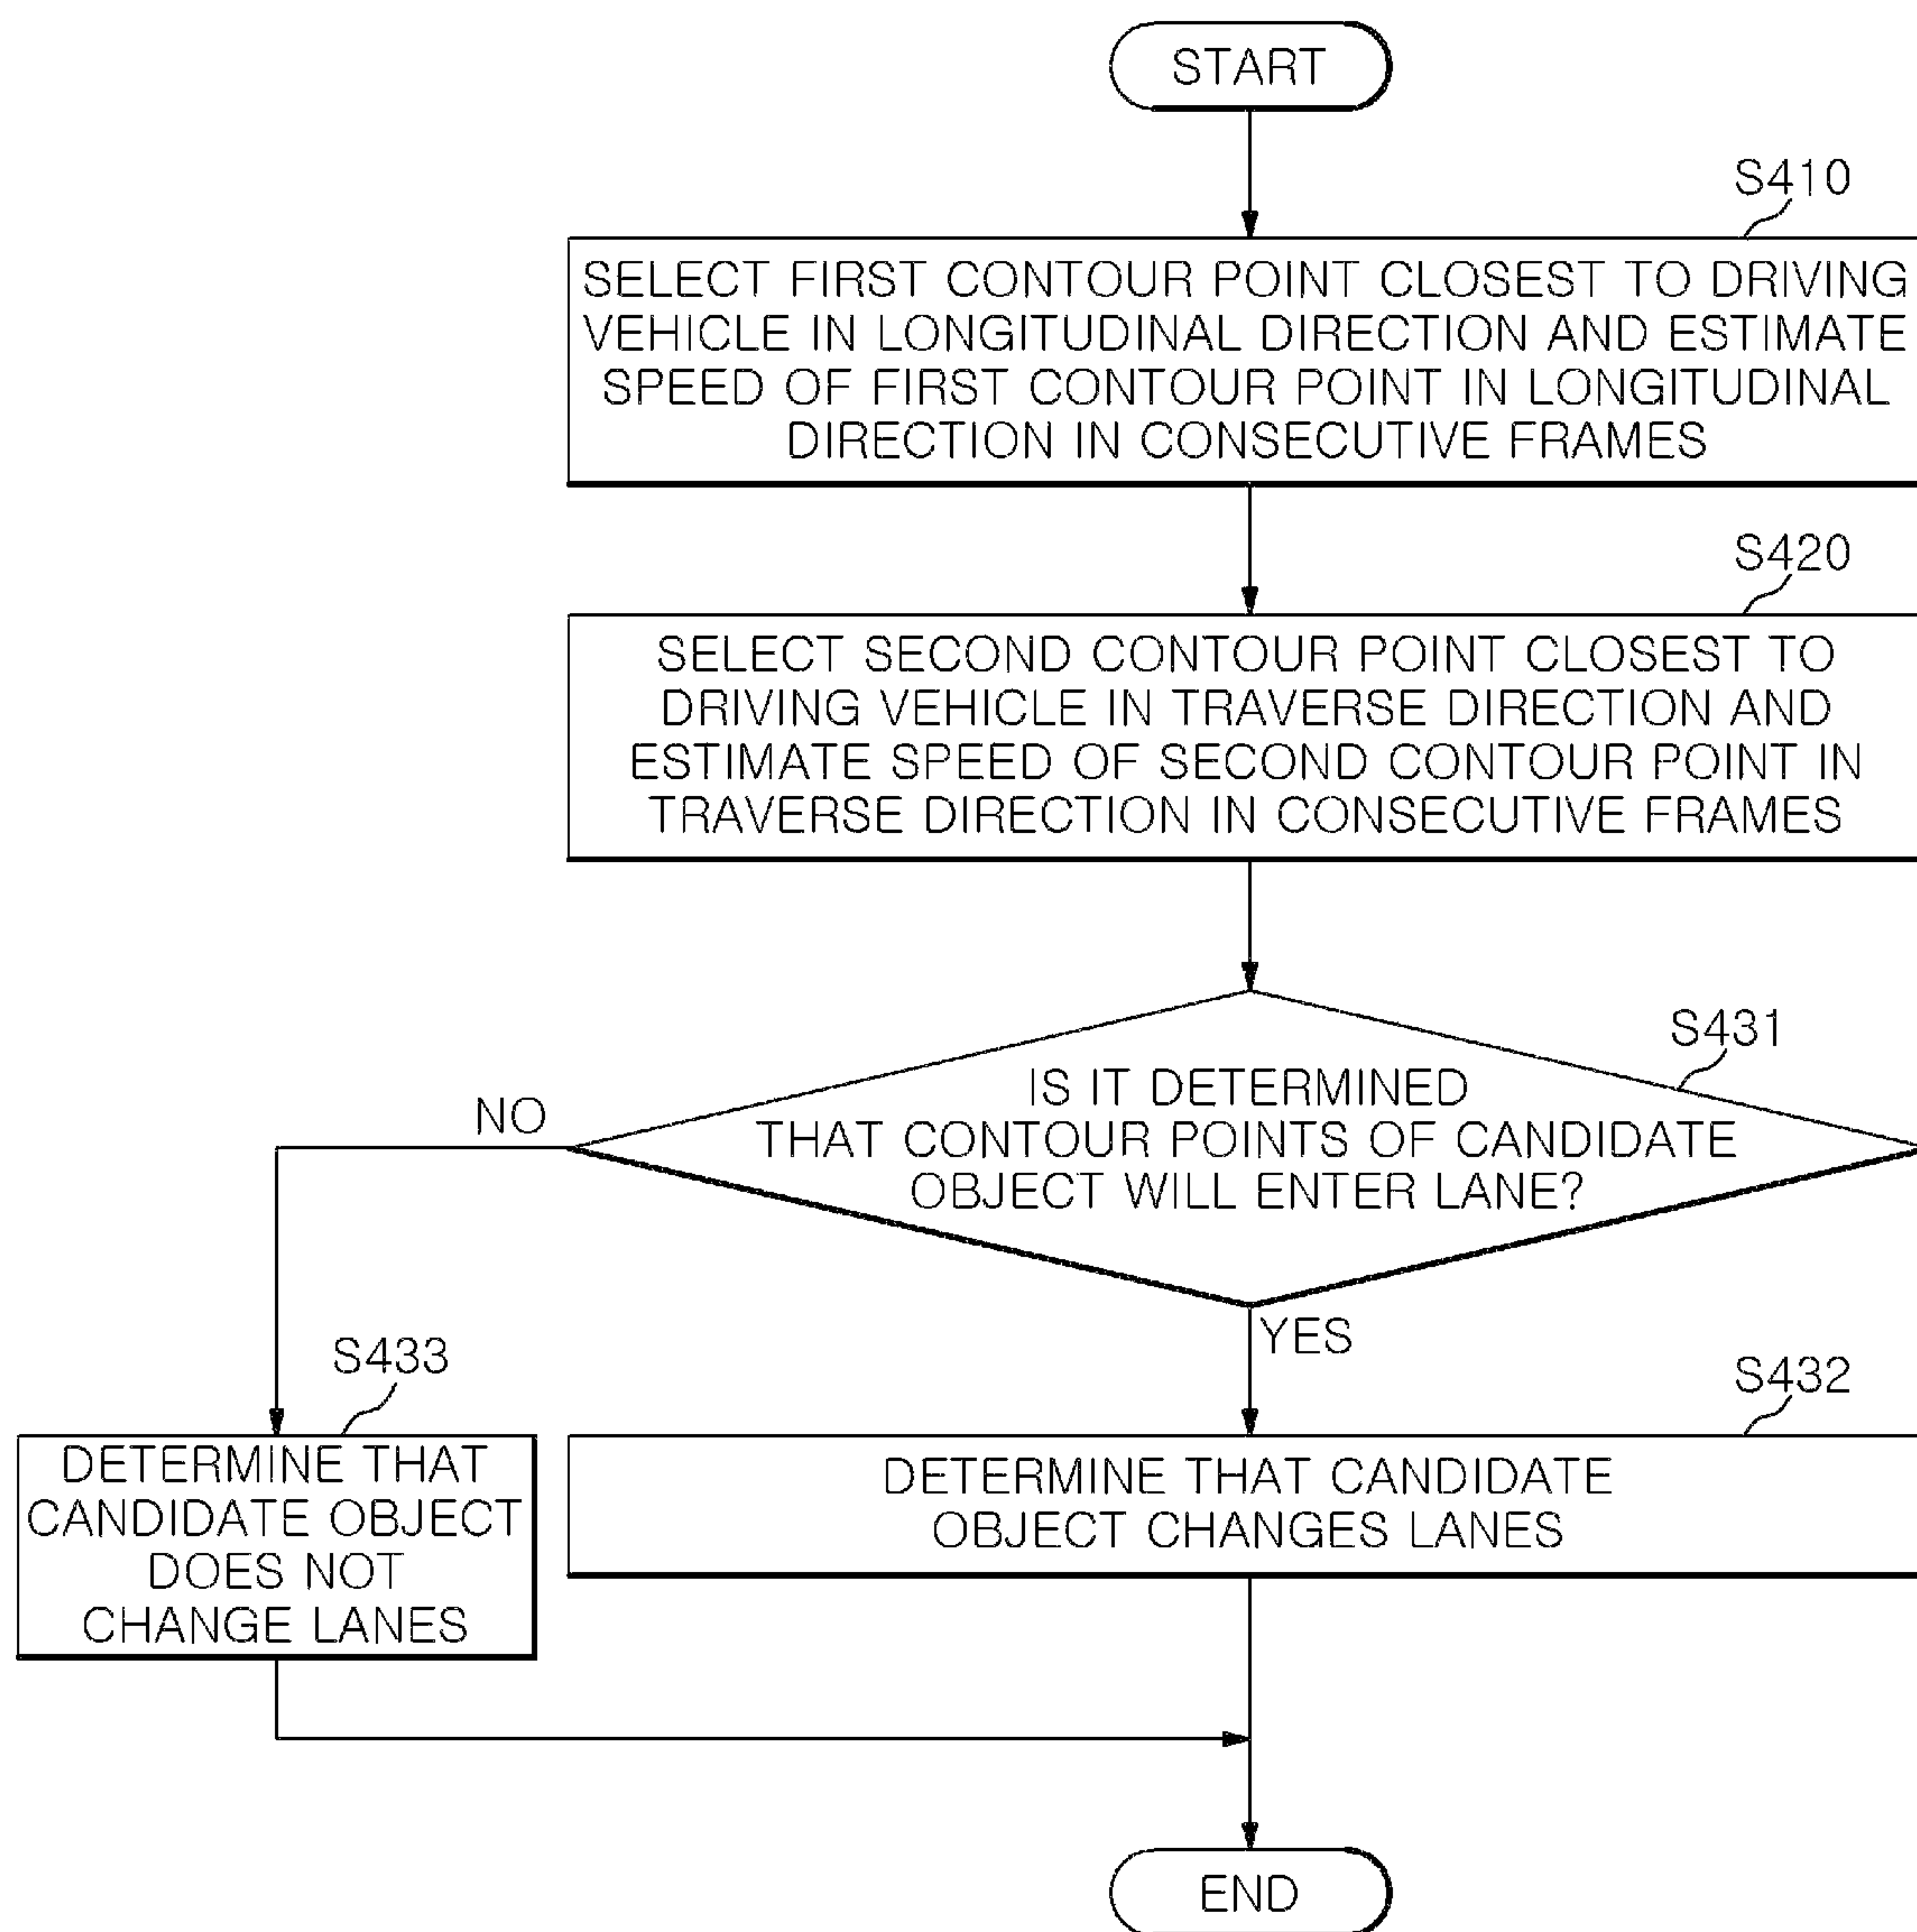 START
S410
SELECT FIRST CONTOUR POINT CLOSEST TO DRIVING
VEHICLE IN LONGITUDINAL DIRECTION AND ESTIMATE
SPEED OF FIRST CONTOUR POINT IN LONGITUDINAL
DIRECTION IN CONSECUTIVE FRAMES
S420
SELECT SECOND CONTOUR POINT CLOSEST TO
DRIVING VEHICLE IN TRAVERSE DIRECTION AND
ESTIMATE SPEED OF SECOND CONTOUR POINT IN
TRAVERSE DIRECTION IN CONSECUTIVE FRAMES
S431
IS IT DETERMINED
THAT CONTOUR POINTS OF CANDIDATE
OBJECT WILL ENTER LANE?
NO
YES
S433
DETERMINE THAT
CANDIDATE OBJECT
DOES NOT
CHANGE LANES
S432
DETERMINE THAT CANDIDATE
OBJECT CHANGES LANES
END